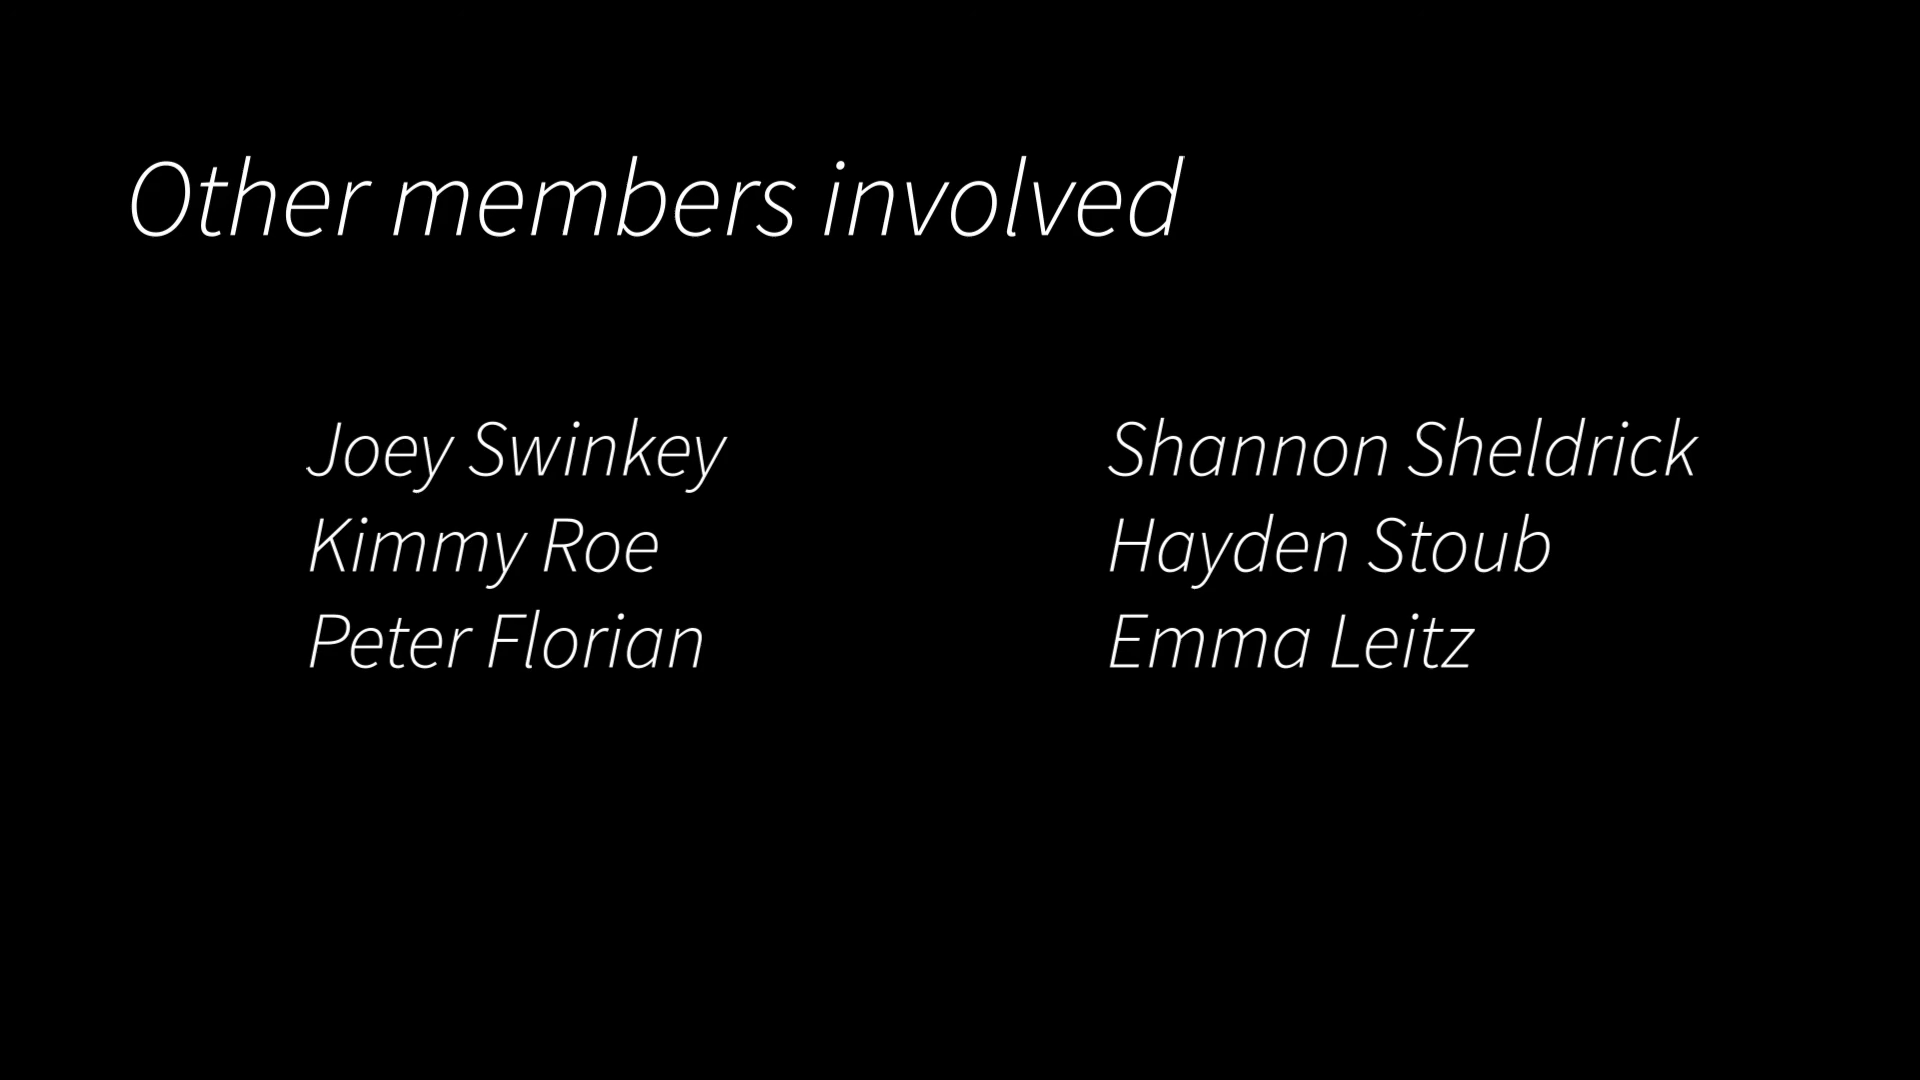 Other members involved
Joey Swinkey
Kimmy Roe
Peter Florian
Shannon Sheldrick
Hayden Stoub
Emma Leitz